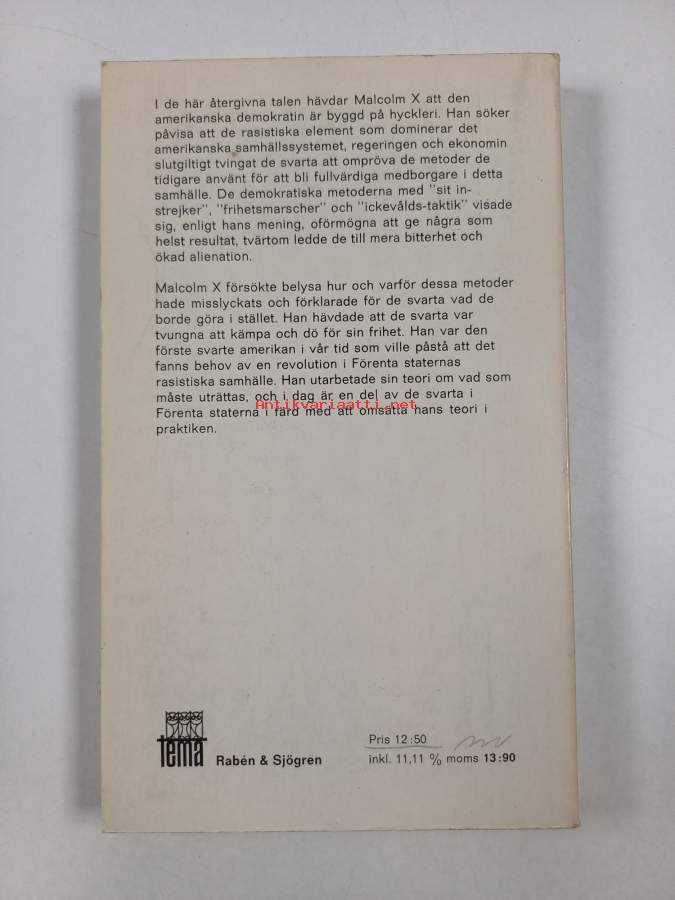 I de här återgivna talen hävdar Malcolm X att den
amerikanska demokratin är byggd på hyckleri. Han söker
påvisa att de rasistiska element som dominerar det
amerikanska samhällssystemet, regeringen och ekonomin
slutgiltigt tvingat de svarta att ompröva de metoder de
tidigare använt för att bli fullvärdiga medborgare i detta
samhälle. De demokratiska metoderna med "sit in-
strejker", "frihetsmarscher" och "ickevålds-taktik" visade
sig, enligt hans mening, oförmögna att ge några som
helst resultat, tvärtom ledde de till mera bitterhet och
ökad alienation.
Malcolm X försökte belysa hur och varför dessa metoder
hade misslyckats och förklarade för de svarta vad de
borde göra i stället. Han hävdade att de svarta var
tvungna att kämpa och dö för sin frihet. Han var den
förste svarte amerikan i vår tid som ville påstå att det
fanns behov av en revolution i Förenta staternas
rasistiska samhälle. Han utarbetade sin teori om vad som
måste uträttas, och i dag är en del av de svarta i
Antikvariaatti.net
Förenta staterna i färd med att omsätta hans teori i
praktiken.
tema
Rabén & Sjögren
Pris 12:50
inkl. 11,11 % moms 13:90